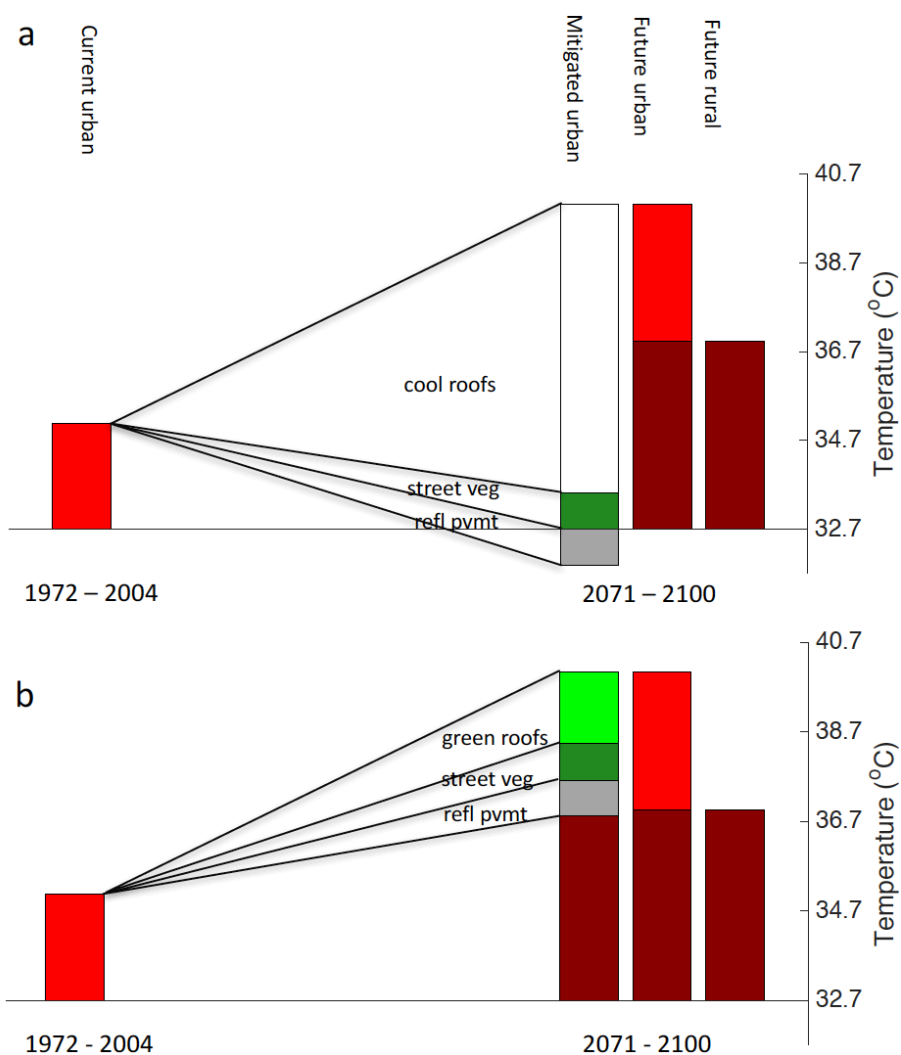 a
Current urban
Mitigated urban
Future urban
Future rural
40.7
38.7
36.7
34.7
32.7
Temperature (°C)
cool roofs
street veg
refl pvmt
1972 – 2004
2071 – 2100
b
40.7
38.7
36.7
34.7
32.7
Temperature (°C)
green roofs
street veg
refl pvmt
1972 - 2004
2071 - 2100